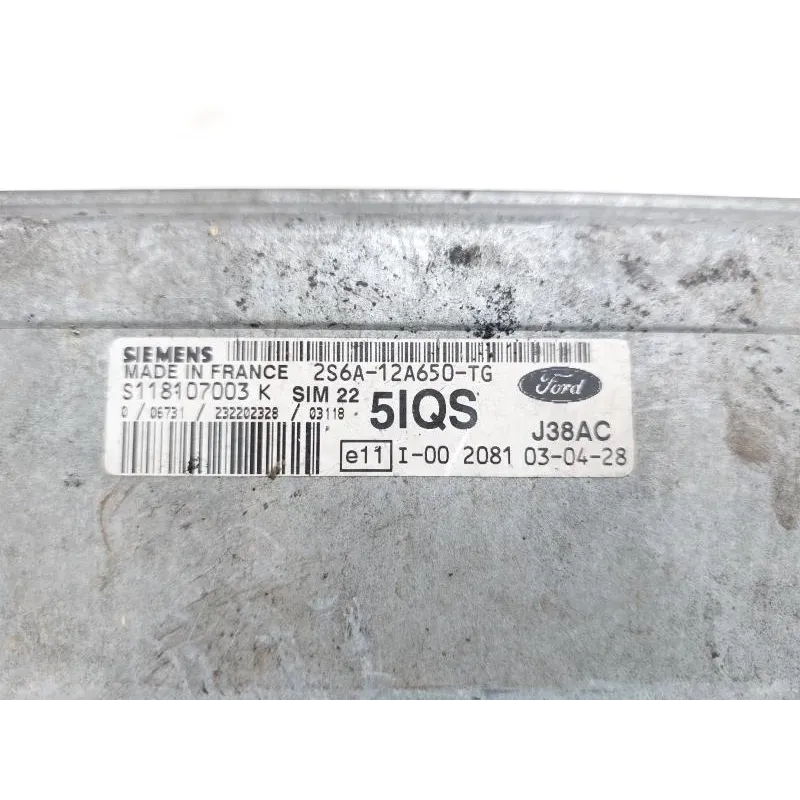 SIEMENS
MADE IN FRANCE 2S6A-12A650-TG
S118107003 K SIM 22
0 / 06731 / 232202328 / 03118
5IQS
Ford
J38AC
e11 I-00 2081 03-04-28